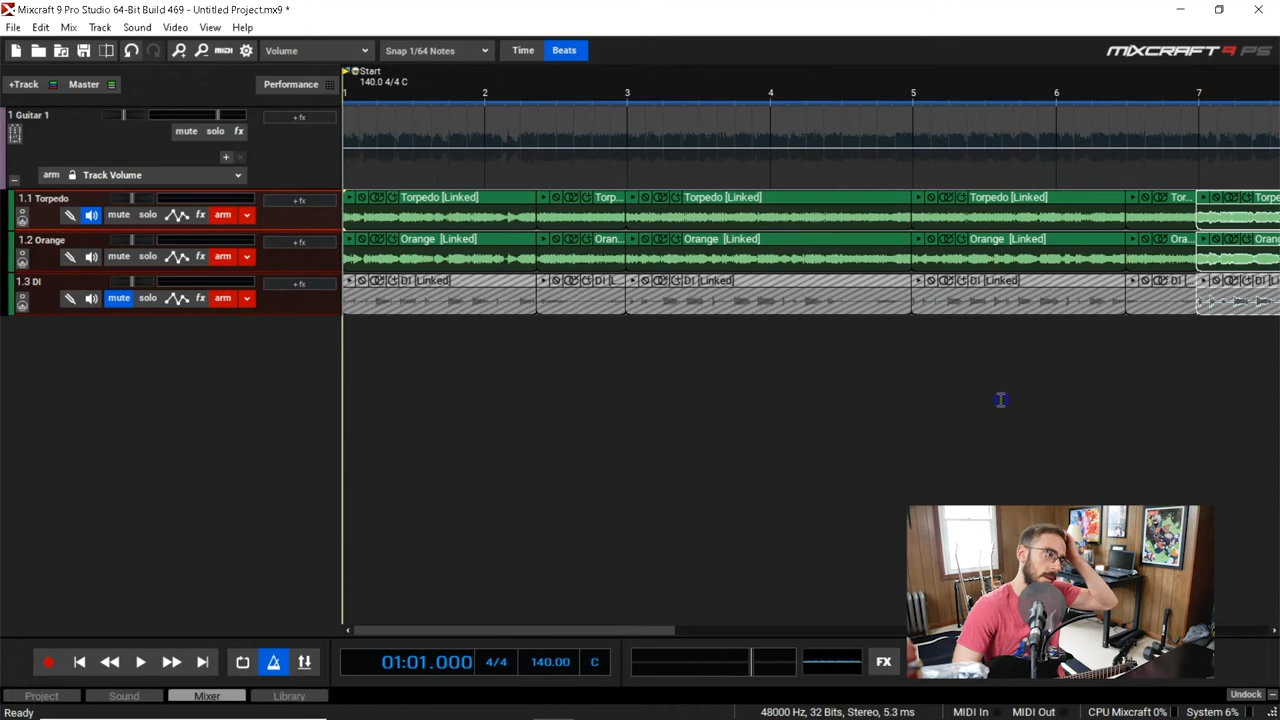 Mixcraft 9 Pro Studio 64-Bit Build 469 - Untitled Project.mx9 *
File Edit Mix Track Sound Video View Help
MIDI Volume Snap 1/64 Notes Time Beats MIXCRAFT 9 PS
+Track Master Performance
Start
140.0 4/4 C
1 2 3 4 5 6 7
1 Guitar 1 + fx
mute solo fx
arm Track Volume
1.1 Torpedo + fx Torpedo [Linked] Torp... Torpedo [Linked] Torpedo [Linked] Tor... Torpe
mute solo fx arm
1.2 Orange + fx Orange [Linked] Oran... Orange [Linked] Orange [Linked] Ora... Orang
mute solo fx arm
1.3 DI + fx DI [Linked] DI [L... DI [Linked] DI [Linked] DI [ DI [Li
mute solo fx arm
01:01.000 4/4 140.00 C FX
Project Sound Mixer Library Undock
Ready 48000 Hz, 32 Bits, Stereo, 5.3 ms MIDI In MIDI Out CPU Mixcraft 0% System 6%